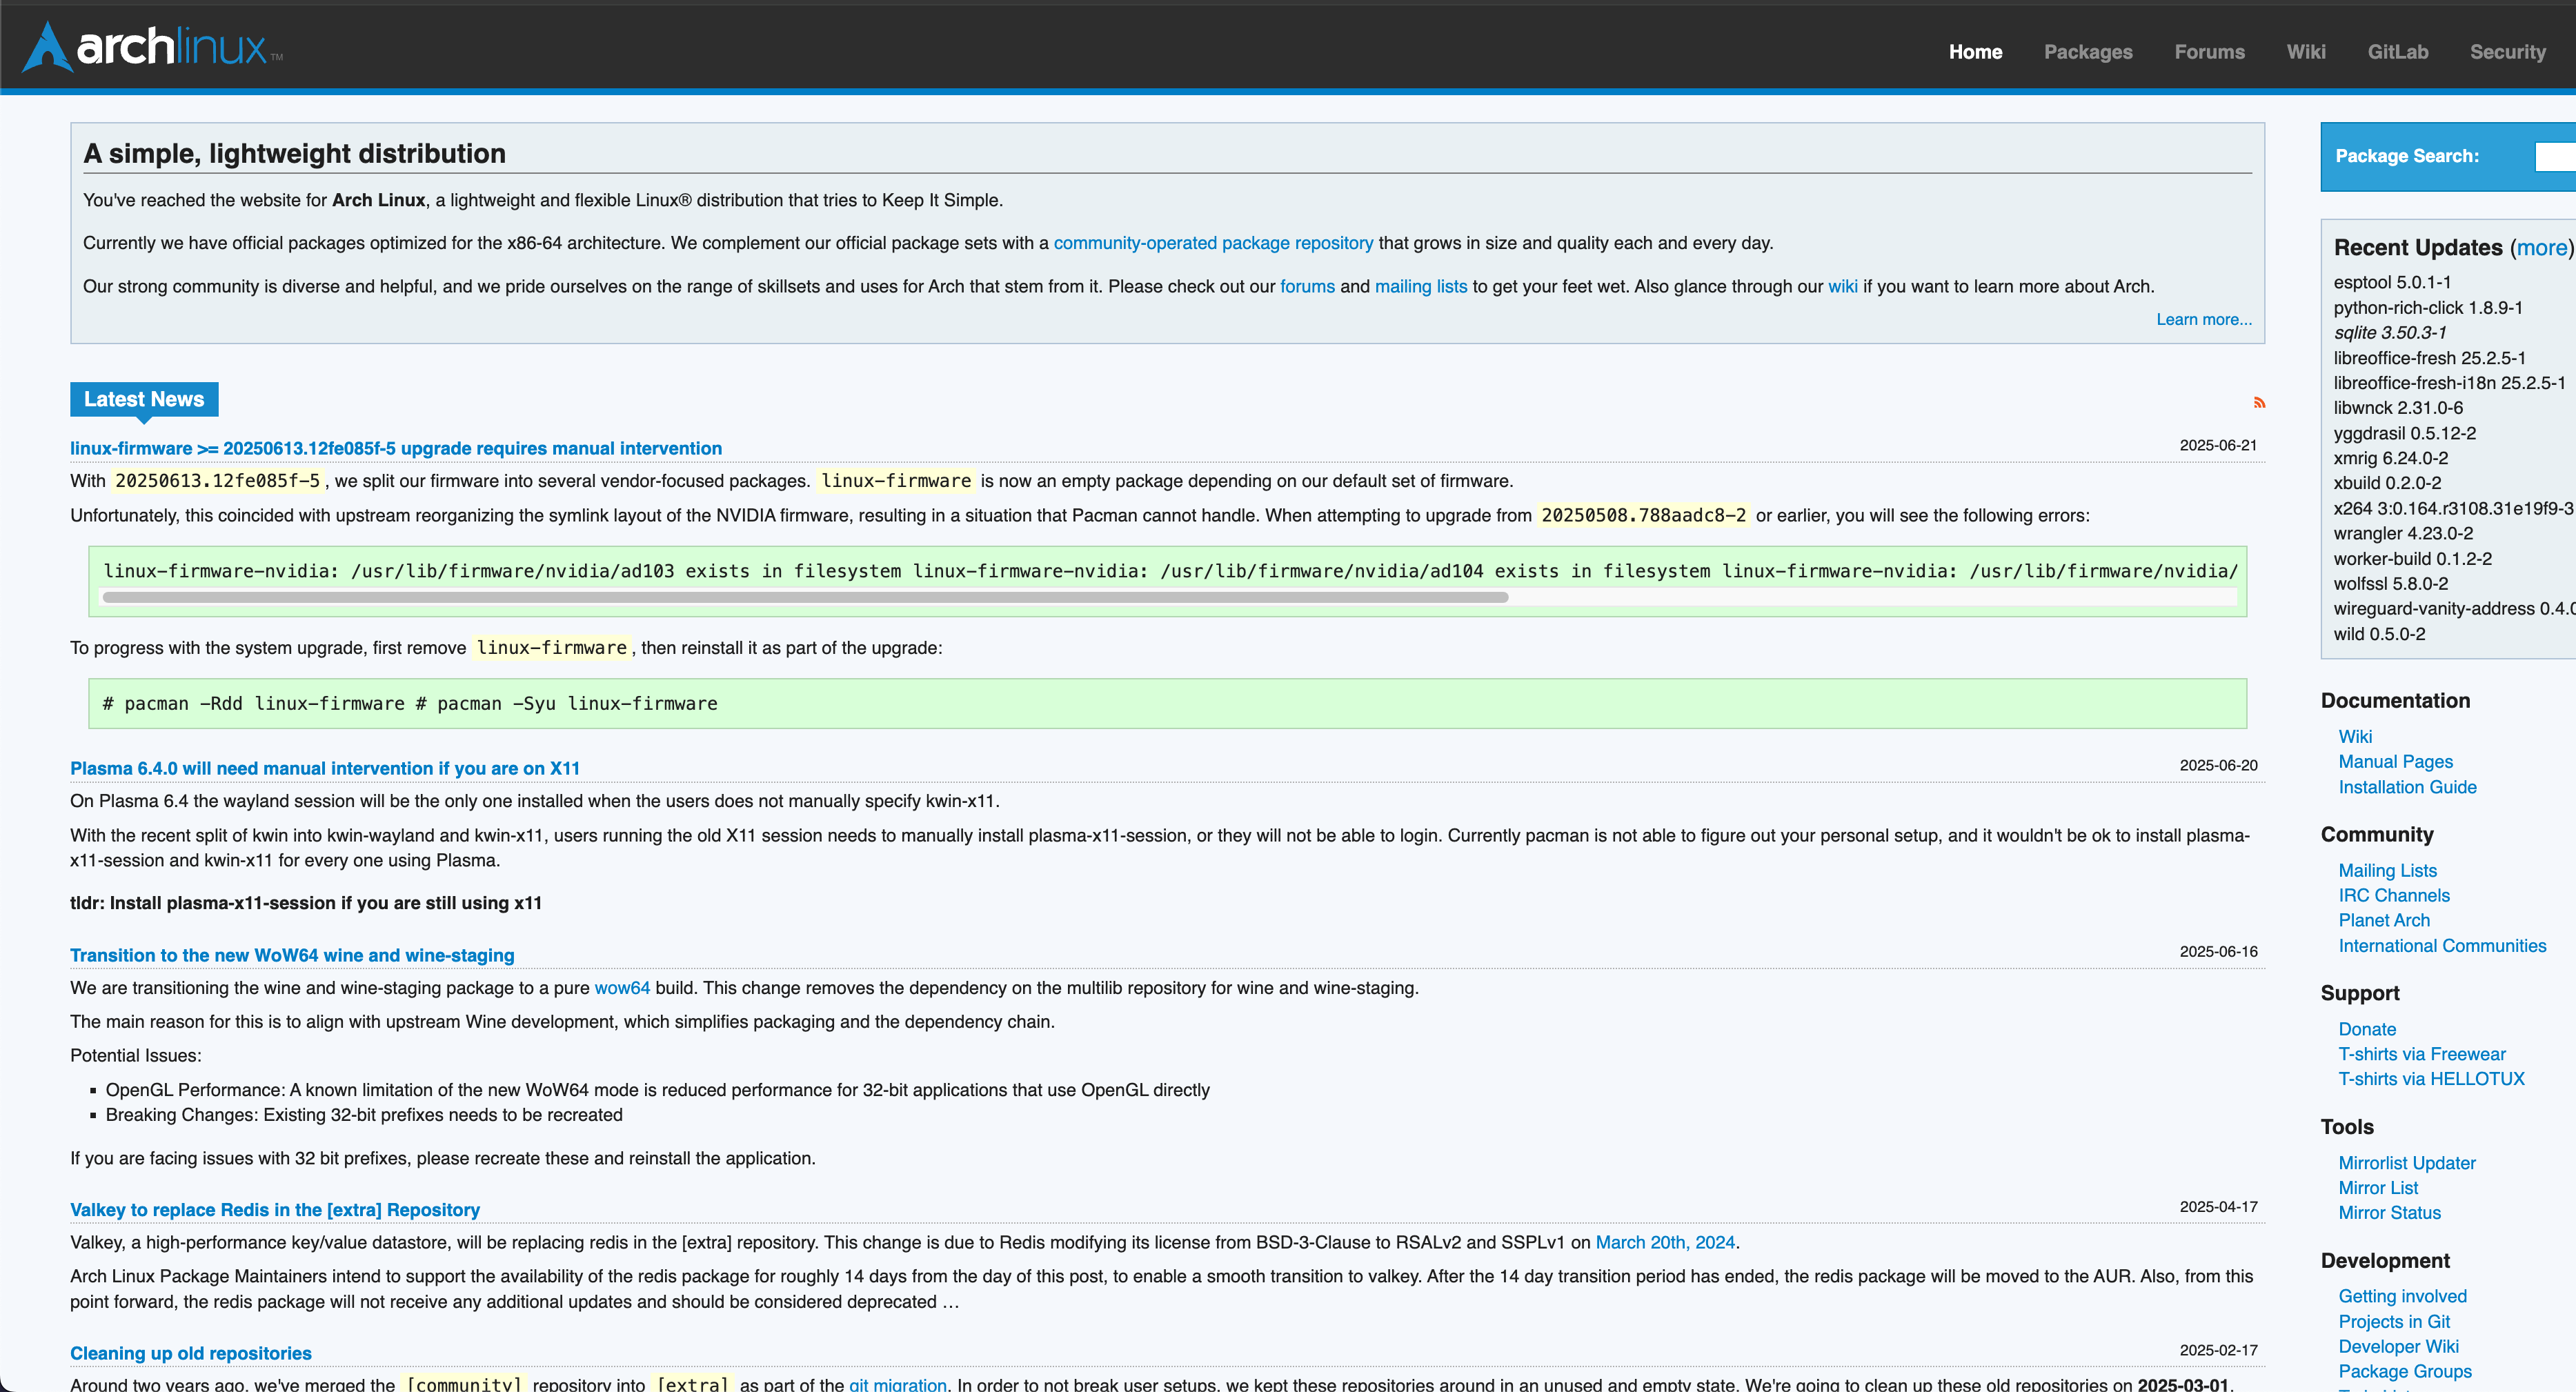 archlinux™
Home Packages Forums Wiki GitLab Security
A simple, lightweight distribution
You've reached the website for Arch Linux, a lightweight and flexible Linux® distribution that tries to Keep It Simple.
Currently we have official packages optimized for the x86-64 architecture. We complement our official package sets with a community-operated package repository that grows in size and quality each and every day.
Our strong community is diverse and helpful, and we pride ourselves on the range of skillsets and uses for Arch that stem from it. Please check out our forums and mailing lists to get your feet wet. Also glance through our wiki if you want to learn more about Arch.
Learn more...
Latest News
linux-firmware >= 20250613.12fe085f-5 upgrade requires manual intervention 2025-06-21
With 20250613.12fe085f-5, we split our firmware into several vendor-focused packages. linux-firmware is now an empty package depending on our default set of firmware.
Unfortunately, this coincided with upstream reorganizing the symlink layout of the NVIDIA firmware, resulting in a situation that Pacman cannot handle. When attempting to upgrade from 20250508.788aadc8-2 or earlier, you will see the following errors:
linux-firmware-nvidia: /usr/lib/firmware/nvidia/ad103 exists in filesystem linux-firmware-nvidia: /usr/lib/firmware/nvidia/ad104 exists in filesystem linux-firmware-nvidia: /usr/lib/firmware/nvidia/
To progress with the system upgrade, first remove linux-firmware, then reinstall it as part of the upgrade:
# pacman -Rdd linux-firmware # pacman -Syu linux-firmware
Plasma 6.4.0 will need manual intervention if you are on X11 2025-06-20
On Plasma 6.4 the wayland session will be the only one installed when the users does not manually specify kwin-x11.
With the recent split of kwin into kwin-wayland and kwin-x11, users running the old X11 session needs to manually install plasma-x11-session, or they will not be able to login. Currently pacman is not able to figure out your personal setup, and it wouldn't be ok to install plasma-
x11-session and kwin-x11 for every one using Plasma.
tldr: Install plasma-x11-session if you are still using x11
Transition to the new WoW64 wine and wine-staging 2025-06-16
We are transitioning the wine and wine-staging package to a pure wow64 build. This change removes the dependency on the multilib repository for wine and wine-staging.
The main reason for this is to align with upstream Wine development, which simplifies packaging and the dependency chain.
Potential Issues:
▪ OpenGL Performance: A known limitation of the new WoW64 mode is reduced performance for 32-bit applications that use OpenGL directly
▪ Breaking Changes: Existing 32-bit prefixes needs to be recreated
If you are facing issues with 32 bit prefixes, please recreate these and reinstall the application.
Valkey to replace Redis in the [extra] Repository 2025-04-17
Valkey, a high-performance key/value datastore, will be replacing redis in the [extra] repository. This change is due to Redis modifying its license from BSD-3-Clause to RSALv2 and SSPLv1 on March 20th, 2024.
Arch Linux Package Maintainers intend to support the availability of the redis package for roughly 14 days from the day of this post, to enable a smooth transition to valkey. After the 14 day transition period has ended, the redis package will be moved to the AUR. Also, from this
point forward, the redis package will not receive any additional updates and should be considered deprecated …
Cleaning up old repositories 2025-02-17
Around two years ago, we've merged the [community] repository into [extra] as part of the git migration. In order to not break user setups, we kept these repositories around in an unused and empty state. We're going to clean up these old repositories on 2025-03-01.
Package Search:
Recent Updates (more)
esptool 5.0.1-1
python-rich-click 1.8.9-1
sqlite 3.50.3-1
libreoffice-fresh 25.2.5-1
libreoffice-fresh-i18n 25.2.5-1
libwnck 2.31.0-6
yggdrasil 0.5.12-2
xmrig 6.24.0-2
xbuild 0.2.0-2
x264 3:0.164.r3108.31e19f9-3
wrangler 4.23.0-2
worker-build 0.1.2-2
wolfssl 5.8.0-2
wireguard-vanity-address 0.4.0
wild 0.5.0-2
Documentation
Wiki
Manual Pages
Installation Guide
Community
Mailing Lists
IRC Channels
Planet Arch
International Communities
Support
Donate
T-shirts via Freewear
T-shirts via HELLOTUX
Tools
Mirrorlist Updater
Mirror List
Mirror Status
Development
Getting involved
Projects in Git
Developer Wiki
Package Groups